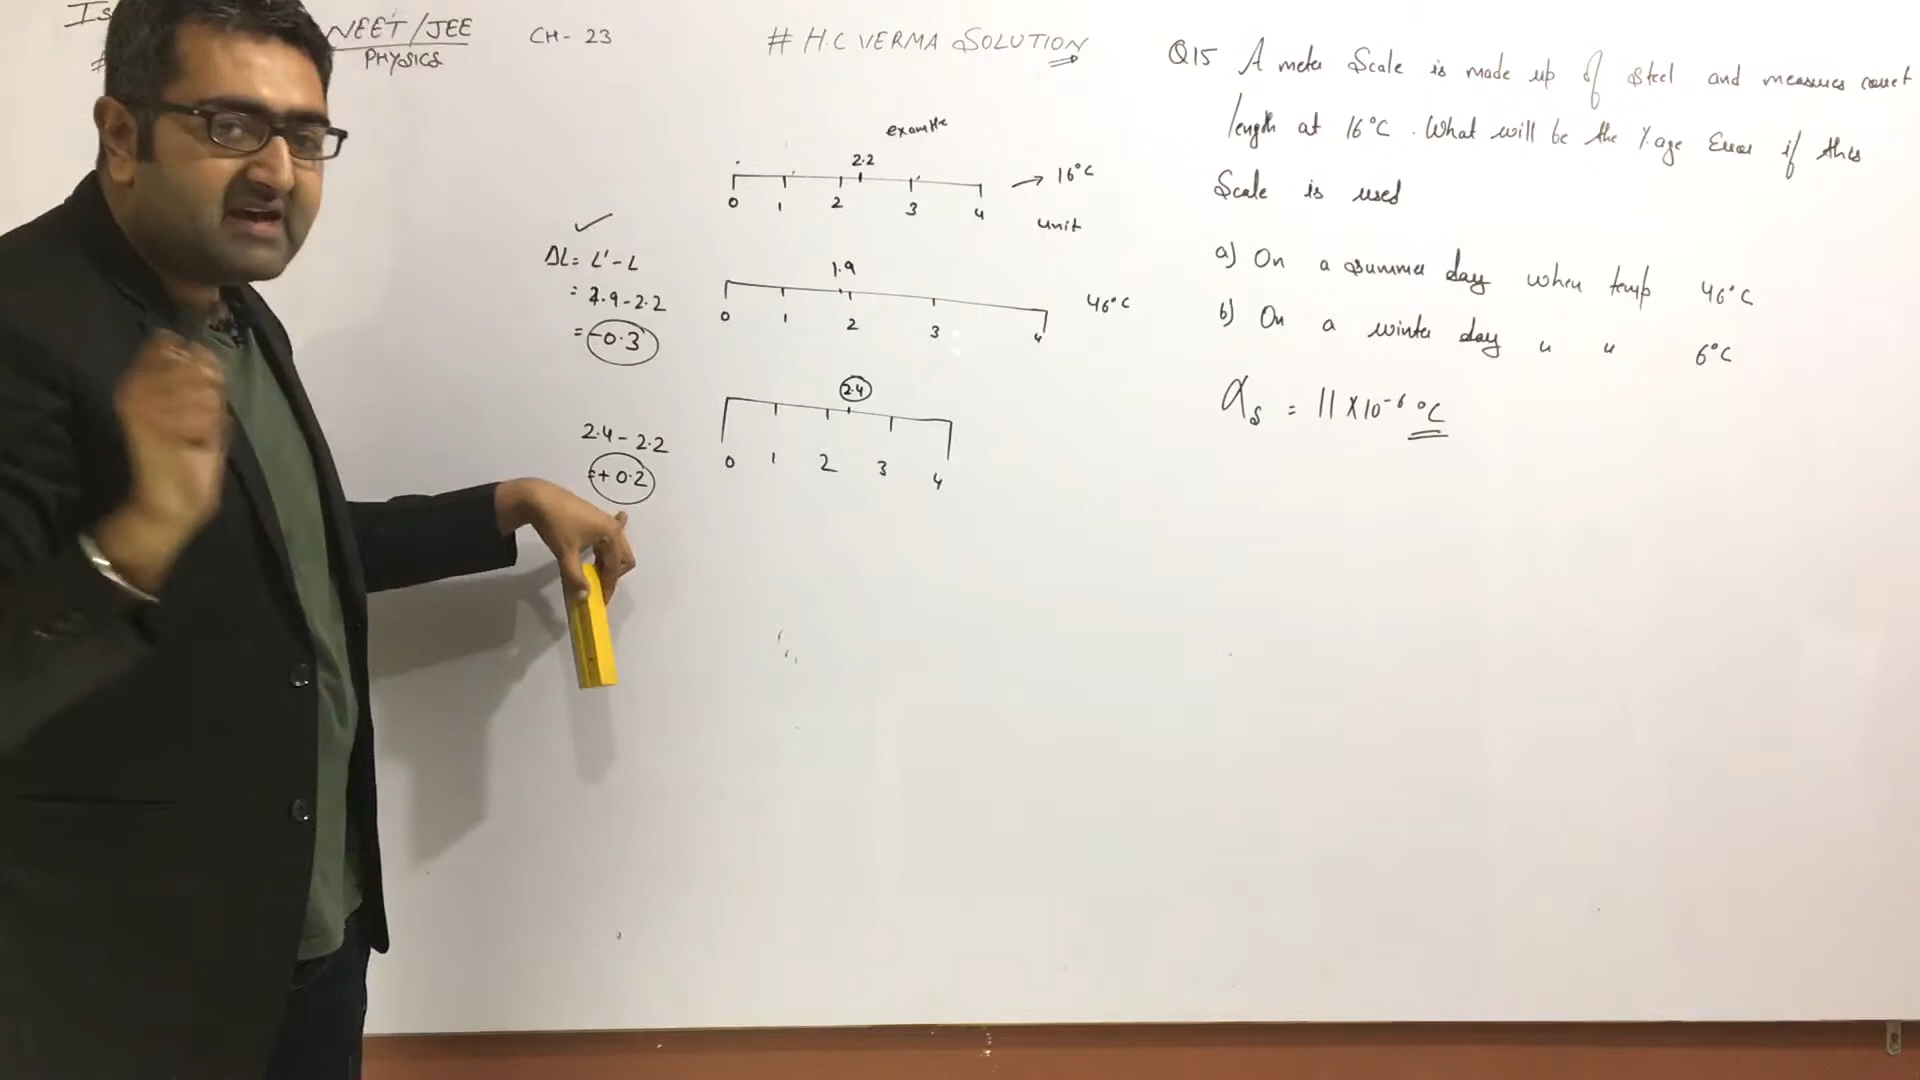 Is
#
NEET/JEE
PHYSICS
CH-23
# H.C VERMA SOLUTION
example
2.2
0 1 2 3 4
→ 16°C
unit
✓
ΔL = L' - L
= 1.9 - 2.2
= -0.3
1.9
0 1 2 3 4
46°C
2.4
0 1 2 3 4
2.4 - 2.2
= + 0.2
Q15 A meter Scale is made up of steel and measures correct
length at 16°C. What will be the %age Error if this
Scale is used
a) On a summer day when temp 46°C
b) On a winter day " " 6°C
αs = 11 X 10-6 °C